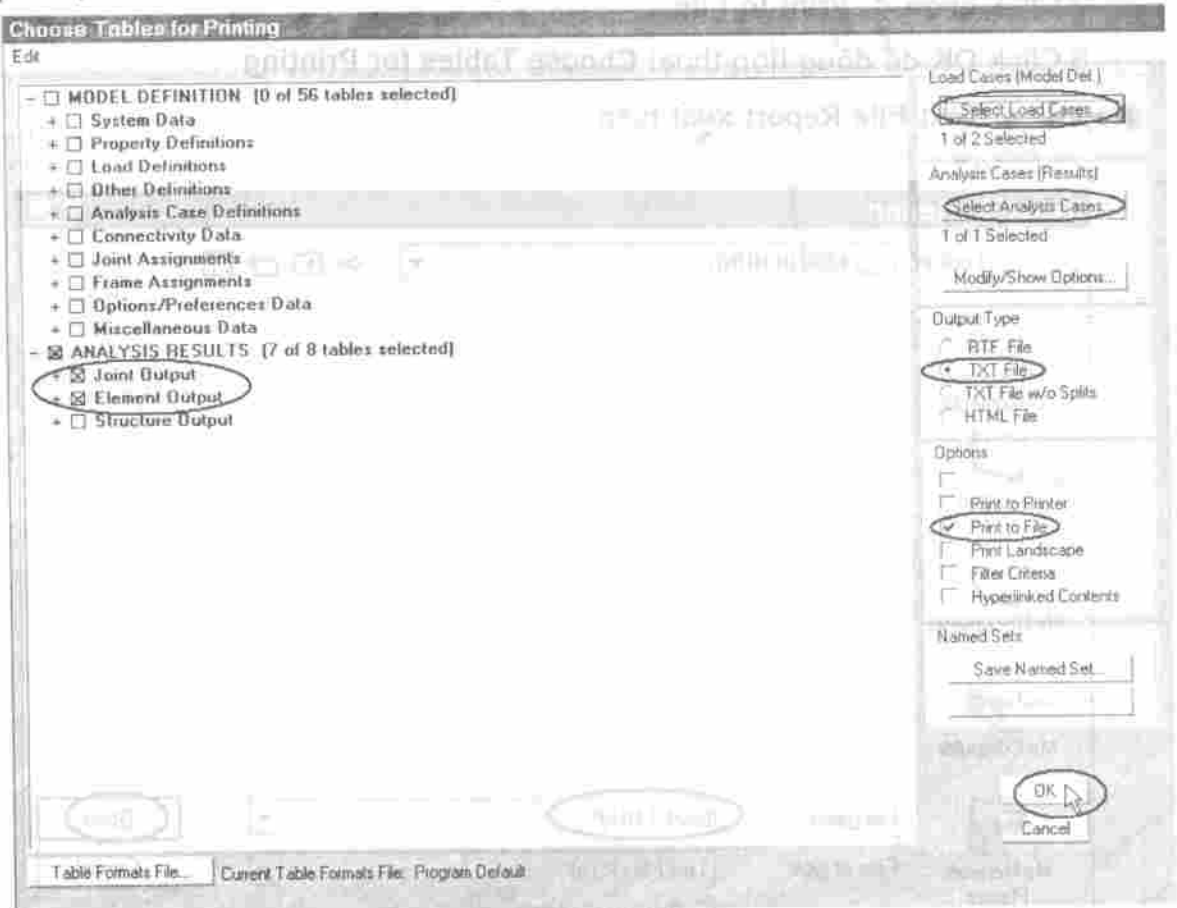 Choose Tables for Printing
Edit
MODEL DEFINITION (0 of 56 tables selected)
System Data
Property Definitions
Load Definitions
Other Definitions
Analysis Case Definitions
Connectivity Data
Joint Assignments
Frame Assignments
Options/Preferences Data
Miscellaneous Data
ANALYSIS RESULTS (7 of 8 tables selected)
Joint Output
Element Output
Structure Output
Load Cases (Model Def.)
Select Load Cases...
1 of 2 Selected
Analysis Cases (Results)
Select Analysis Cases...
1 of 1 Selected
Modify/Show Options...
Output Type
RTF File
TXT File
TXT File w/o Splits
HTML File
Options
Print to Printer
Print to File
Print Landscape
Filter Criteria
Hyperlinked Contents
Named Sets
Save Named Set...
OK
Cancel
Table Formats File...
Current Table Formats File: Program Default